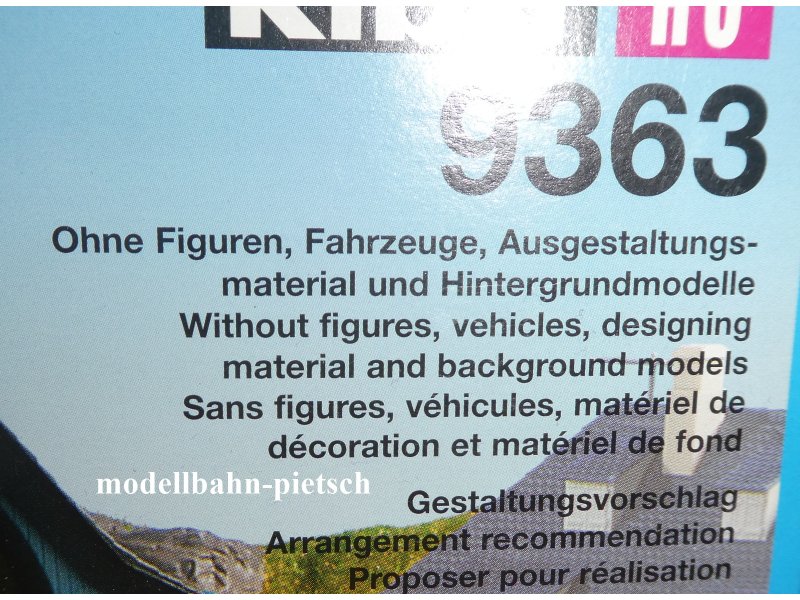 H0
9363
Ohne Figuren, Fahrzeuge, Ausgestaltungs-
material und Hintergrundmodelle
Without figures, vehicles, designing
material and background models
Sans figures, véhicules, matériel de
décoration et matériel de fond
modellbahn-pietsch
Gestaltungsvorschlag
Arrangement recommendation
Proposer pour réalisation